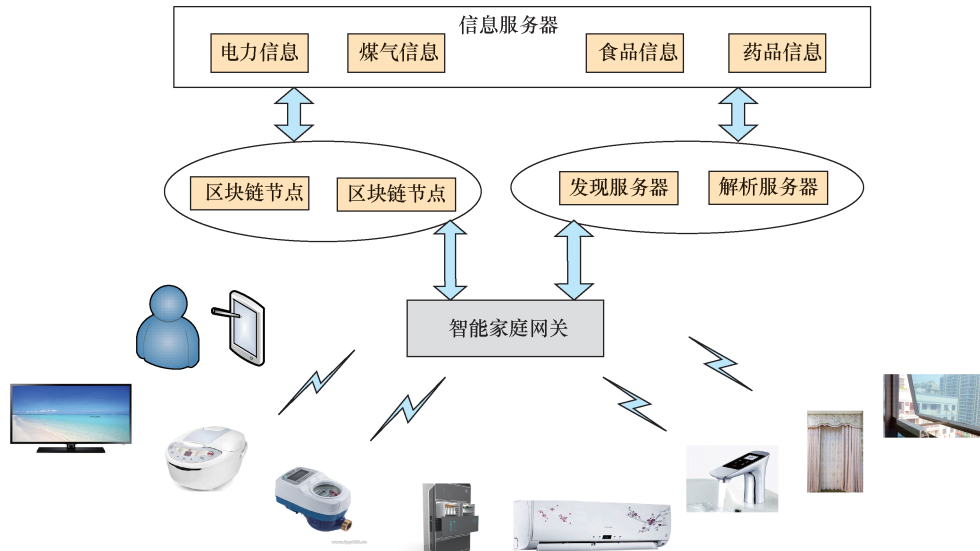 信息服务器
电力信息
煤气信息
食品信息
药品信息
区块链节点
区块链节点
发现服务器
解析服务器
智能家庭网关